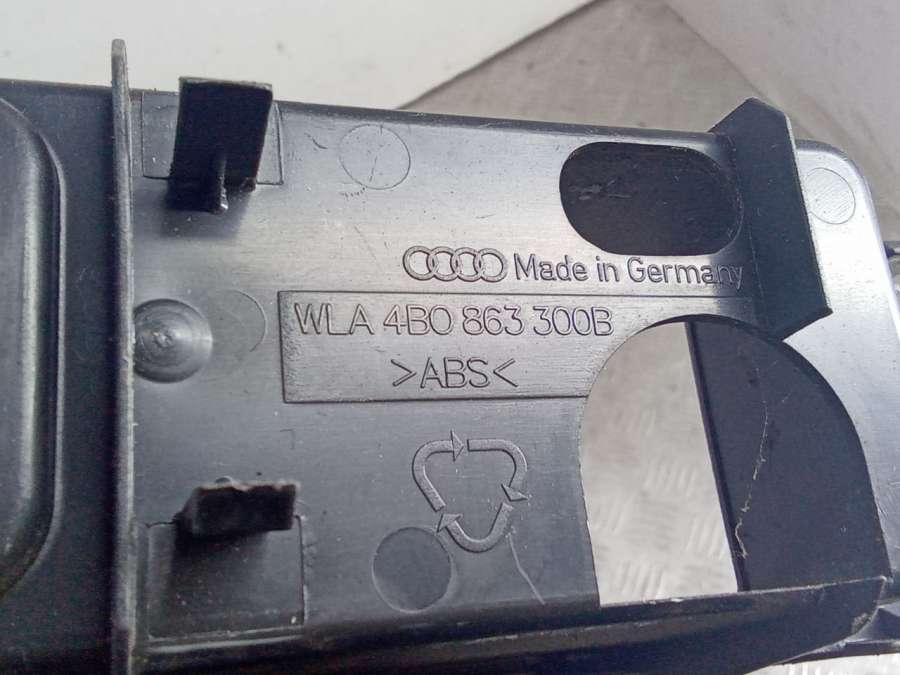 Made in Germany
WLA 4B0 863 300B
>ABS<